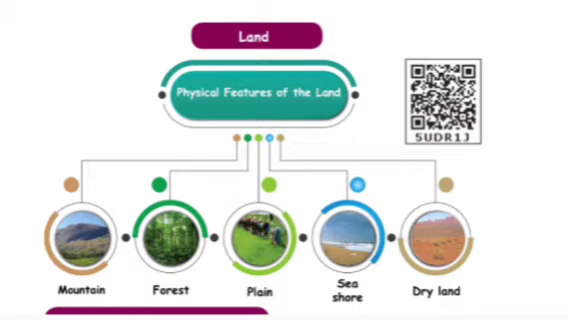 Land
Physical Features of the Land
5UDR1J
Mountain
Forest
Plain
Sea
shore
Dry land